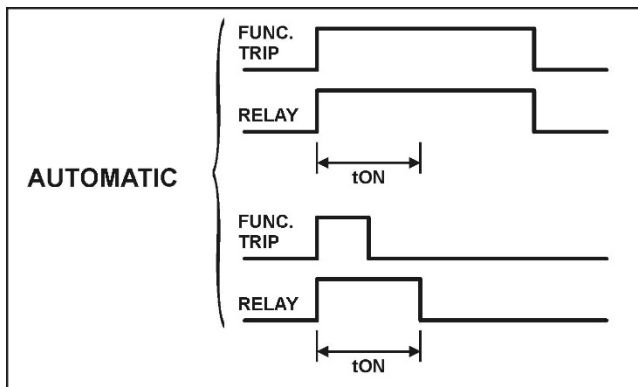 FUNC.
TRIP
RELAY
tON
AUTOMATIC
FUNC.
TRIP
RELAY
tON